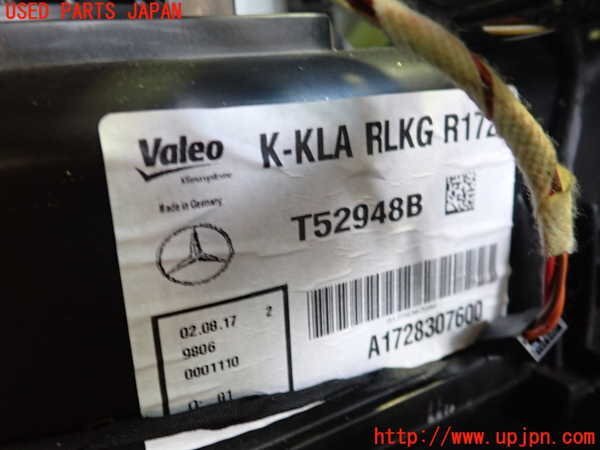 USED PARTS JAPAN
Valeo
Klimasysteme
K-KLA RLKG R172
Made in Germany
T52948B
02.08.17 2
9806
0001110
A1728307600
http://www.upjpn.com/